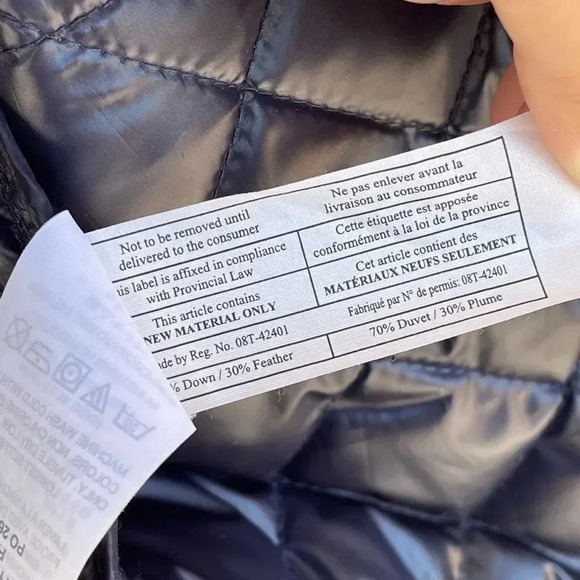 Not to be removed until
delivered to the consumer
Ne pas enlever avant la
livraison au consommateur
label is affixed in compliance
with Provincial Law
Cette étiquette est apposée
conformément à la loi de la province
This article contains
NEW MATERIAL ONLY
Cet article contient des
MATÉRIAUX NEUFS SEULEMENT
by Reg. No. 08T-42401
Fabriqué par N° de permis: 08T-42401
% Down / 30% Feather
70% Duvet / 30% Plume
MACHINE WASH COLD
COLORS. NON
ONLY. TUMBLE DRY LOW